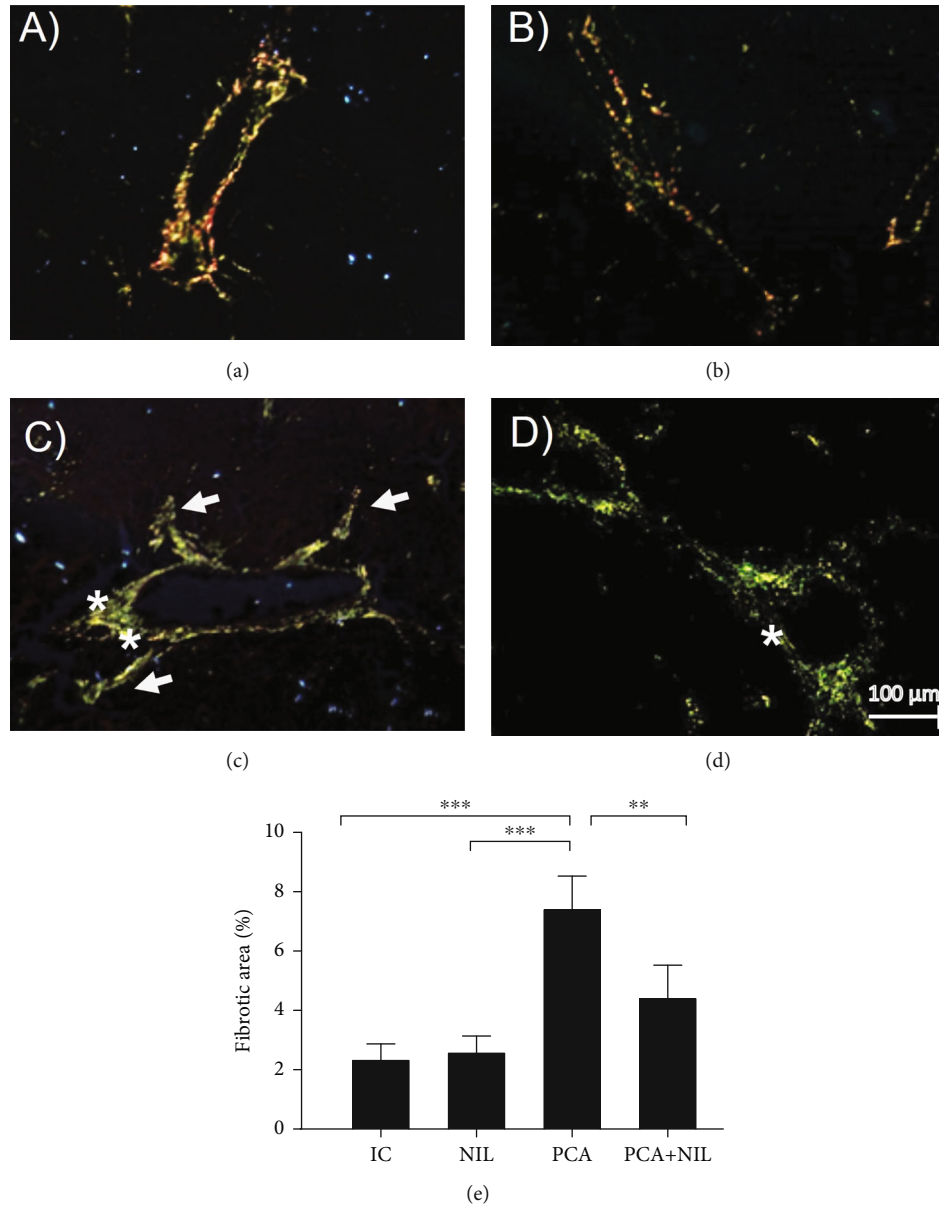 A)
B)
(a)
(b)
C)
D)
*
*
*
100 μm
(c)
(d)
***
**
***
10
8
6
4
2
0
Fibrotic area (%)
IC NIL PCA PCA+NIL
(e)